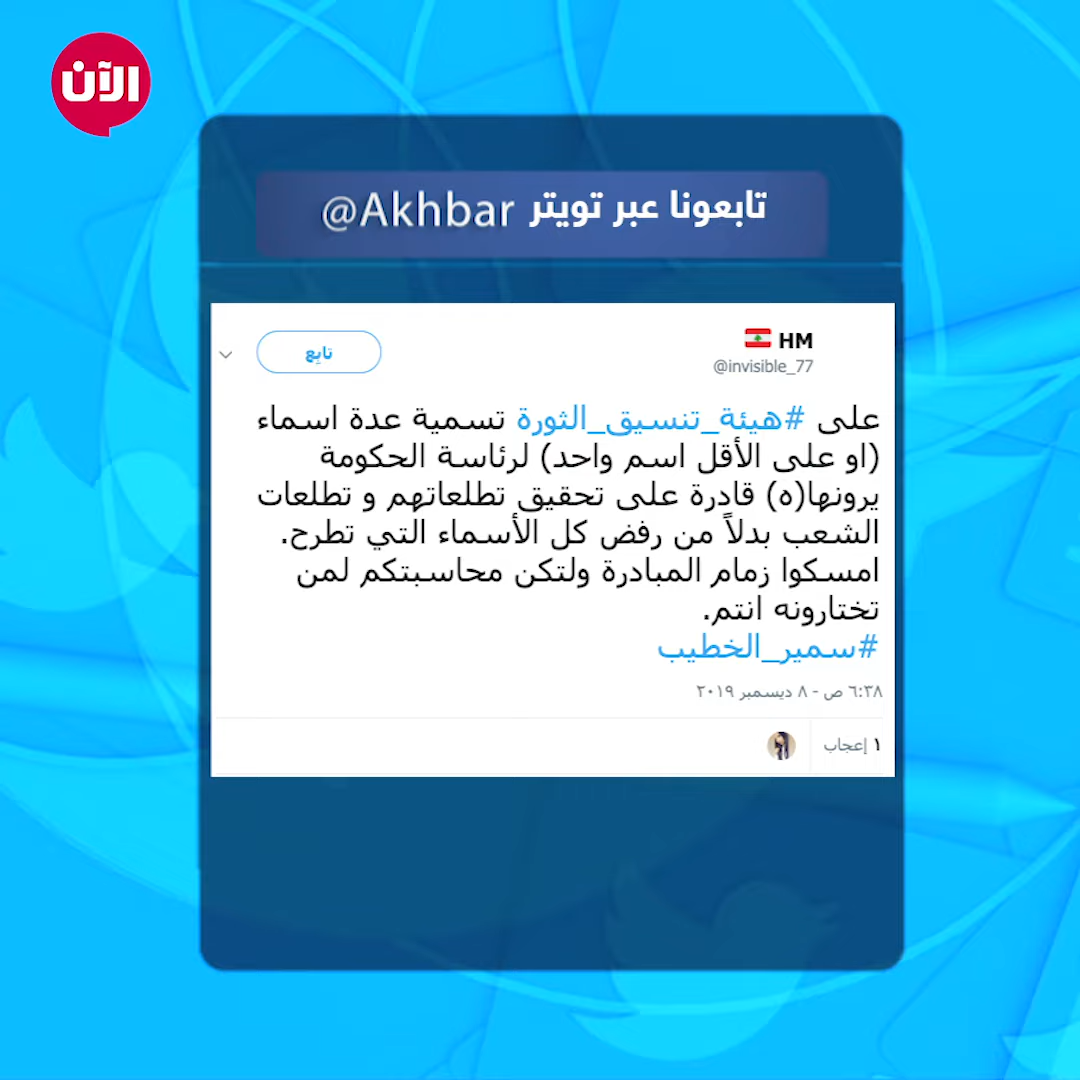 الآن
تابعونا عبر تويتر @Akhbar
HM
@invisible_77
تابِع
على #هيئة_تنسيق_الثورة تسمية عدة اسماء
(او على الأقل اسم واحد) لرئاسة الحكومة
يرونها(ه) قادرة على تحقيق تطلعاتهم و تطلعات
الشعب بدلاً من رفض كل الأسماء التي تطرح.
امسكوا زمام المبادرة ولتكن محاسبتكم لمن
تختارونه انتم.
#سمير_الخطيب
٦:٣٨ ص - ٨ ديسمبر ٢٠١٩
١ إعجاب